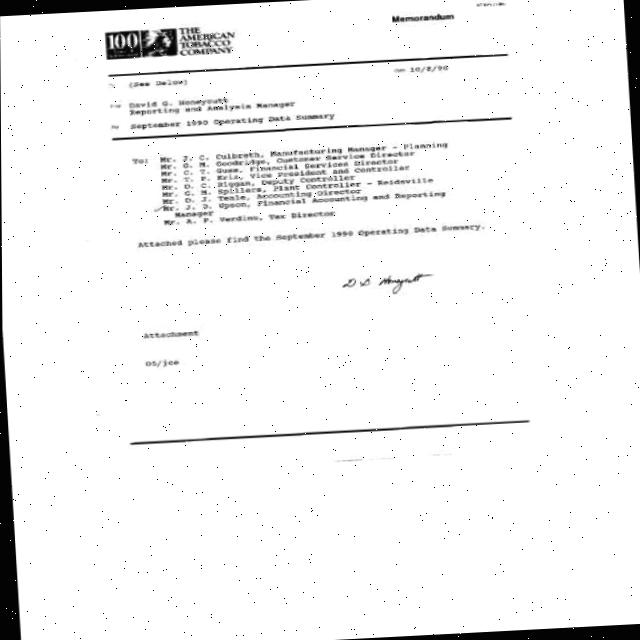 Memorandum
100
THE
AMERICAN
TOBACCO
COMPANY
(See Below)
on 10/8/90
David G. Honeycutt
Reporting and Analysis Manager
Re September 1990 Operating Data Summary
To: Mr. J. C. Culbreth, Manufacturing Manager - Planning
Mr. G. M. Goodridge, Customer Service Director
Mr. C. T. Guss, Financial Services Director
Mr. T. P. Kriz, Vice President and Controller
Mr. D. C. Riggan, Deputy Controller
Mr. G. H. Spillers, Plant Controller - Reidsville
Mr. D. J. Teale, Accounting Director
Mr. J. D. Upson, Financial Accounting and Reporting
Manager
Mr. A. P. Verdino, Tax Director
Attached please find the September 1990 Operating Data Summary.
D G Honeycutt
Attachment
05/jce